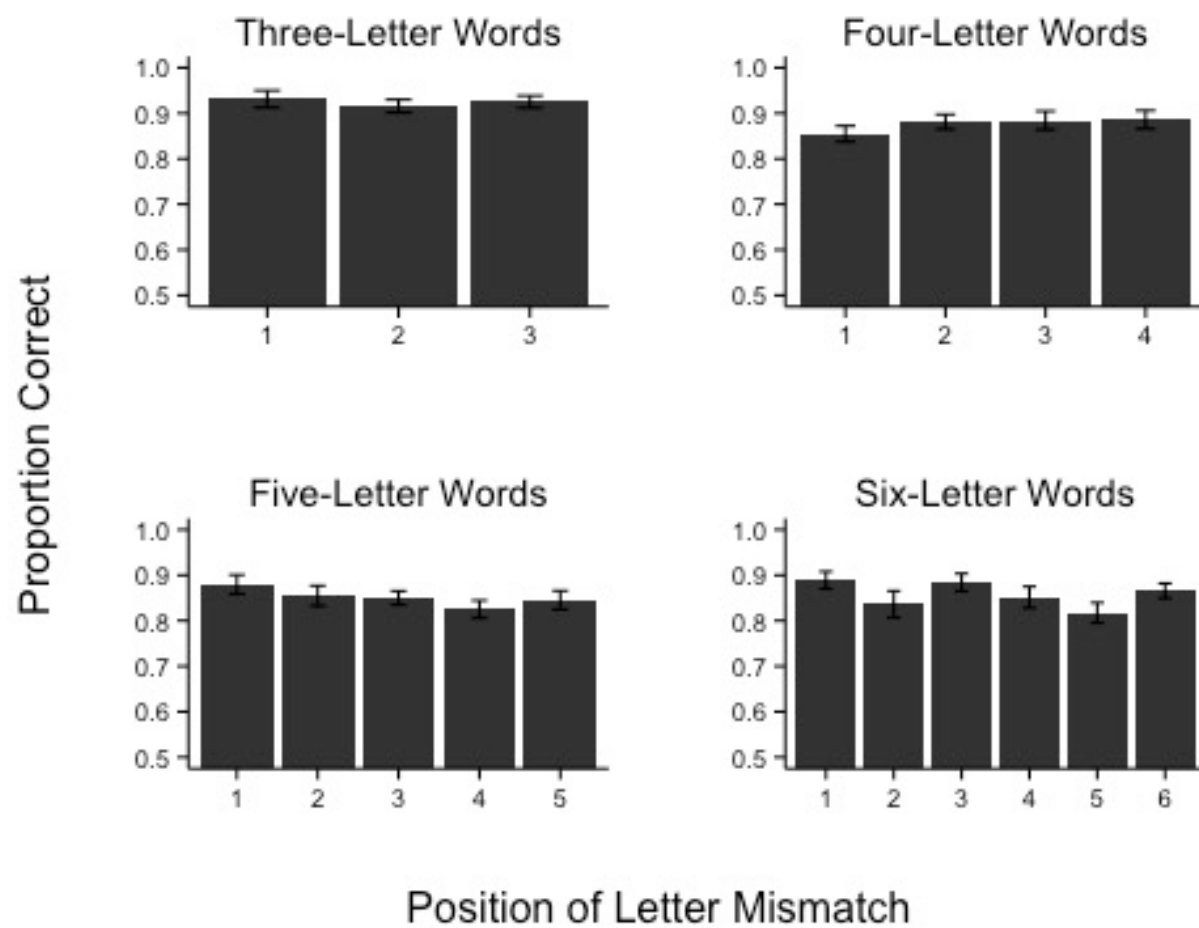 Three-Letter Words
1.0
0.9
0.8
0.7
0.6
0.5
1 2 3
Four-Letter Words
1.0
0.9
0.8
0.7
0.6
0.5
1 2 3 4
Proportion Correct
Five-Letter Words
1.0
0.9
0.8
0.7
0.6
0.5
1 2 3 4 5
Six-Letter Words
1.0
0.9
0.8
0.7
0.6
0.5
1 2 3 4 5 6
Position of Letter Mismatch